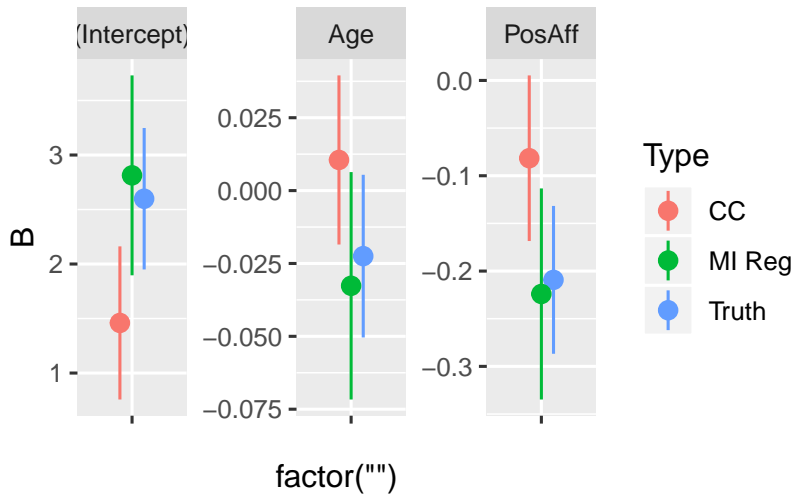 (Intercept)
Age
PosAff
B
3
2
1
0.025
0.000
−0.025
−0.050
−0.075
0.0
−0.1
−0.2
−0.3
factor("")
Type
CC
MI Reg
Truth